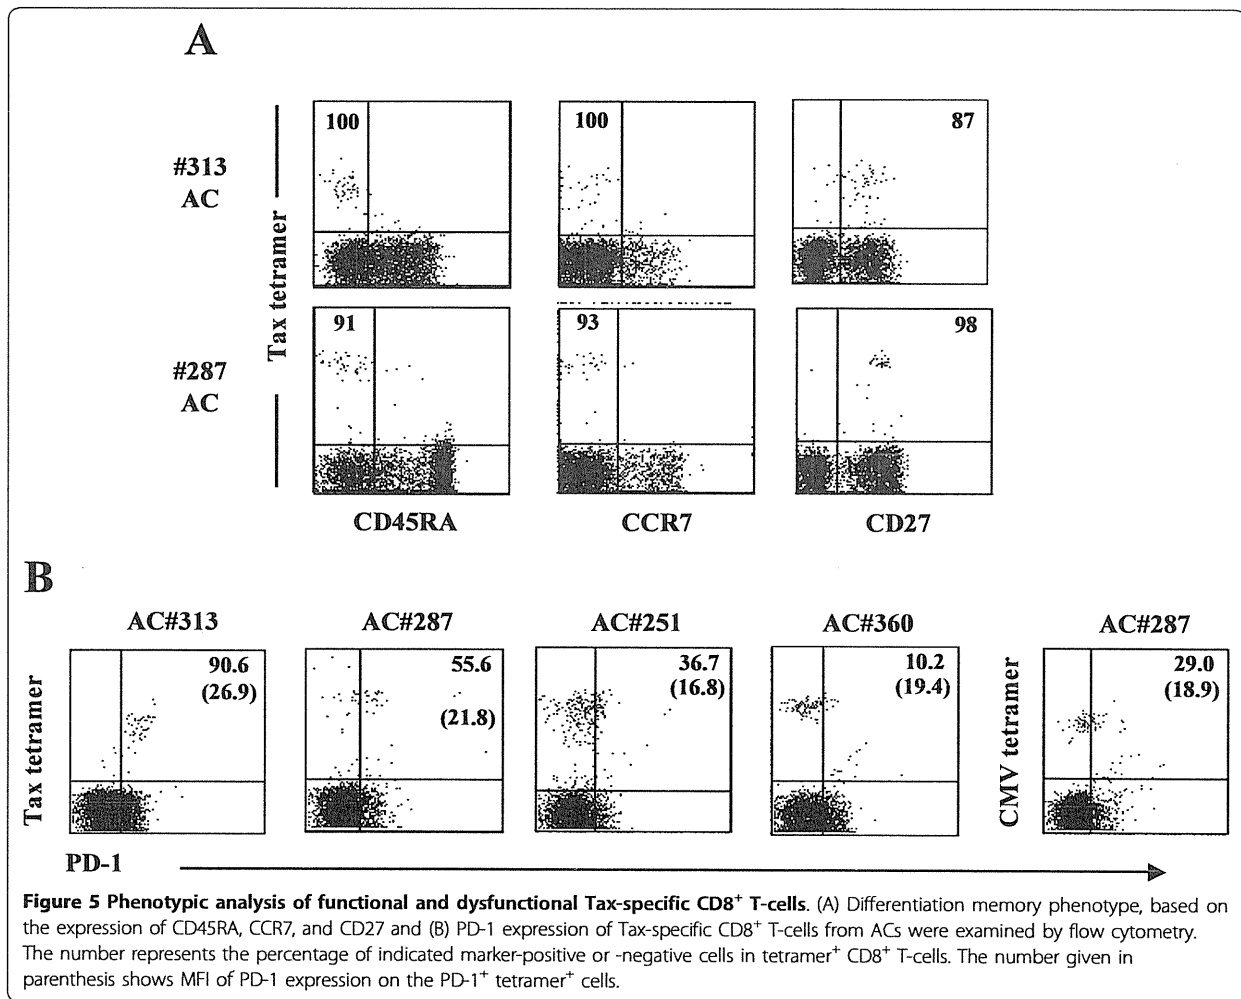 A
100
100
87
#313
AC
Tax tetramer
91
93
98
#287
AC
CD45RA
CCR7
CD27
B
AC#313
AC#287
AC#251
AC#360
AC#287
Tax tetramer
90.6
(26.9)
55.6
(21.8)
36.7
(16.8)
10.2
(19.4)
CMV tetramer
29.0
(18.9)
PD-1
Figure 5 Phenotypic analysis of functional and dysfunctional Tax-specific CD8⁺ T-cells. (A) Differentiation memory phenotype, based on
the expression of CD45RA, CCR7, and CD27 and (B) PD-1 expression of Tax-specific CD8⁺ T-cells from ACs were examined by flow cytometry.
The number represents the percentage of indicated marker-positive or -negative cells in tetramer⁺ CD8⁺ T-cells. The number given in
parenthesis shows MFI of PD-1 expression on the PD-1⁺ tetramer⁺ cells.